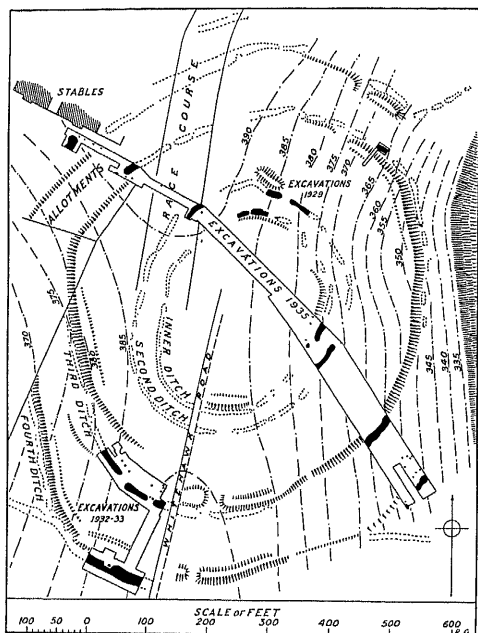 STABLES
RACE COURSE
ALLOTMENTS
390
385
380
375
370
365
360
355
350
345
340
335
EXCAVATIONS
1929
EXCAVATIONS 1935
375
370
380
385
INNER DITCH
SECOND DITCH
THIRD DITCH
FOURTH DITCH
WHITEHAWK ROAD
EXCAVATIONS
1932-33
SCALE OF FEET
100 50 0 100 200 300 400 500 600